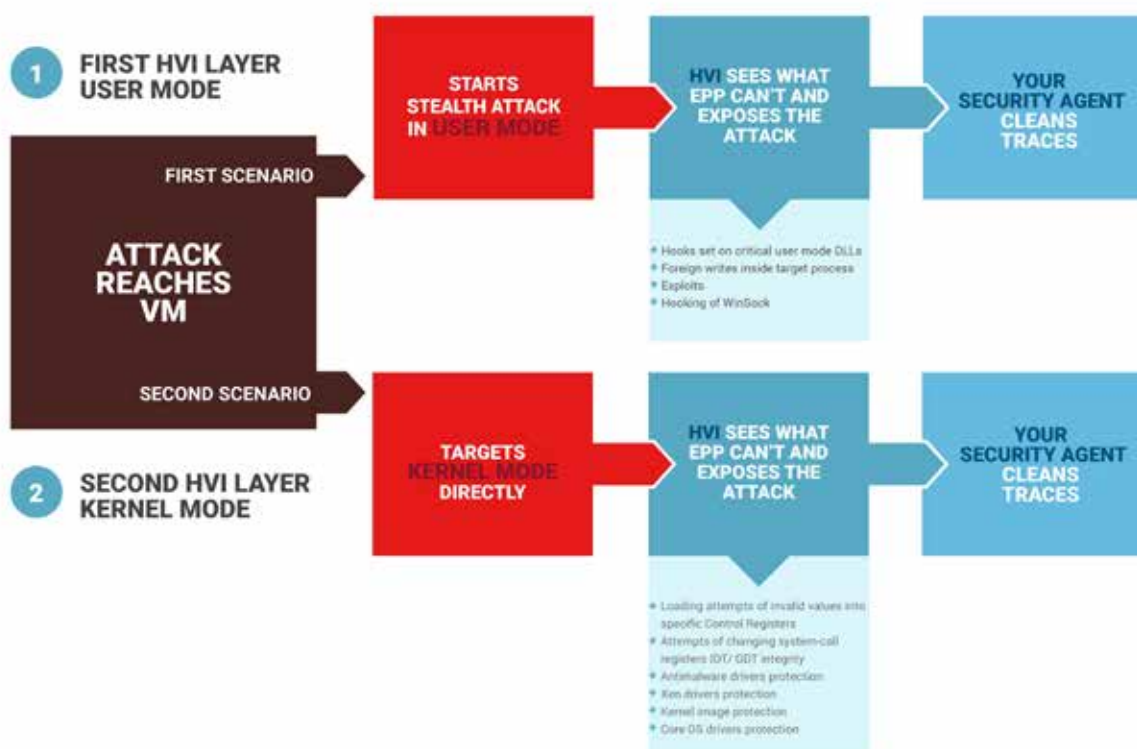 1
FIRST HVI LAYER
USER MODE
FIRST SCENARIO
ATTACK
REACHES
VM
SECOND SCENARIO
2
SECOND HVI LAYER
KERNEL MODE
STARTS
STEALTH ATTACK
IN USER MODE
HVI SEES WHAT
EPP CAN'T AND
EXPOSES THE
ATTACK
YOUR
SECURITY AGENT
CLEANS
TRACES
Hooks set on critical user mode DLLs
Foreign writes inside target process
Exploits
Hooking of WinSock
TARGETS
KERNEL MODE
DIRECTLY
HVI SEES WHAT
EPP CAN'T AND
EXPOSES THE
ATTACK
YOUR
SECURITY AGENT
CLEANS
TRACES
Loading attempts of invalid values into
specific Control Registers
Attempts of changing system-call
registers IDT/ GDT integrity
Antimalware drivers protection
Xen drivers protection
Kernel image protection
Core OS drivers protection